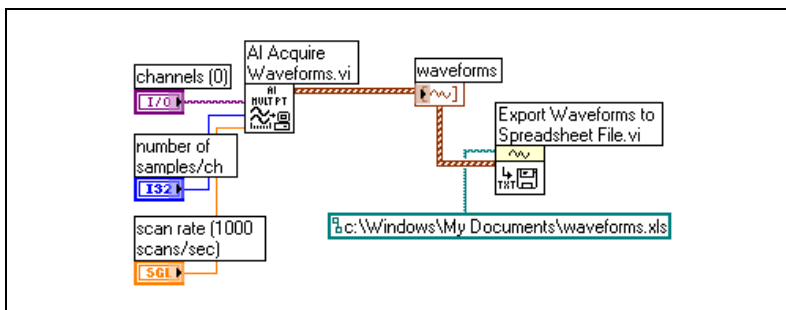 AI Acquire
Waveforms.vi
channels (0)
I/O
AI
MULT PT
waveforms
number of
samples/ch
I32
Export Waveforms to
Spreadsheet File.vi
TXT
scan rate (1000
scans/sec)
SGL
c:\Windows\My Documents\waveforms.xls